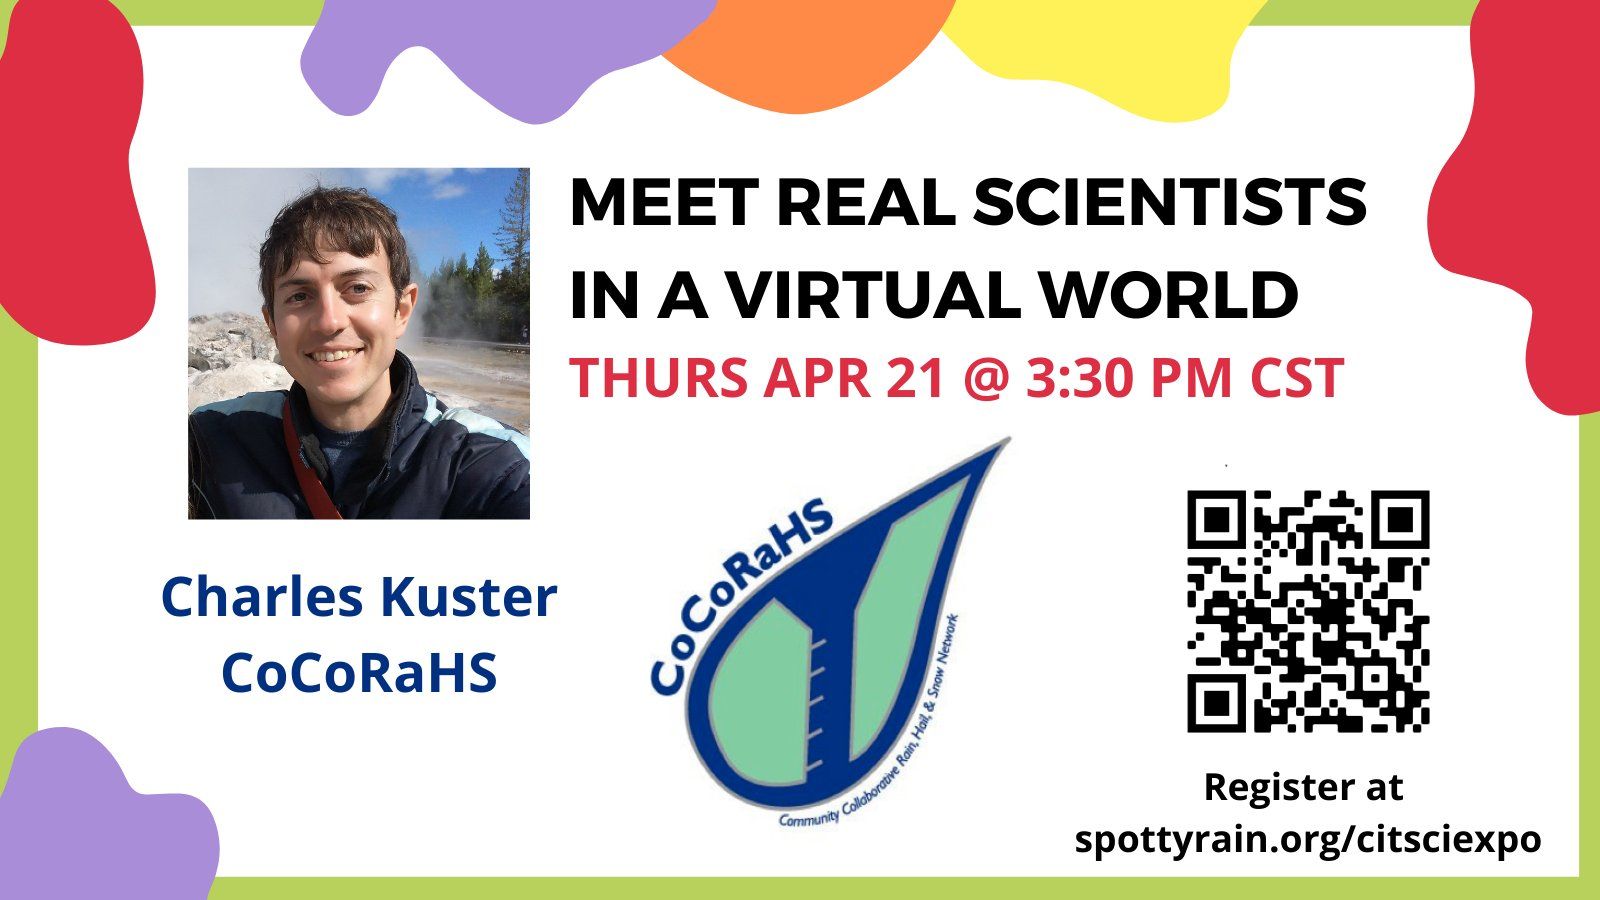 MEET REAL SCIENTISTS
IN A VIRTUAL WORLD
THURS APR 21 @ 3:30 PM CST
Charles Kuster
CoCoRaHS
CoCoRaHS
Community Collaborative Rain, Hail, & Snow Network
Register at
spottyrain.org/citsciexpo